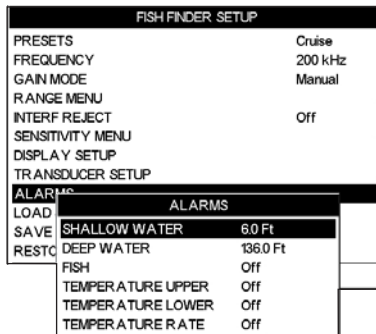 FISH FINDER SETUP
PRESETS Cruise
FREQUENCY 200 kHz
GAIN MODE Manual
RANGE MENU
INTERF REJECT Off
SENSITIVITY MENU
DISPLAY SETUP
TRANSDUCER SETUP
LOAD
SAVE
ALARMS
SHALLOW WATER 6.0 Ft
DEEP WATER 136.0 Ft
FISH Off
TEMPERATURE UPPER Off
TEMPERATURE LOWER Off
TEMPERATURE RATE Off